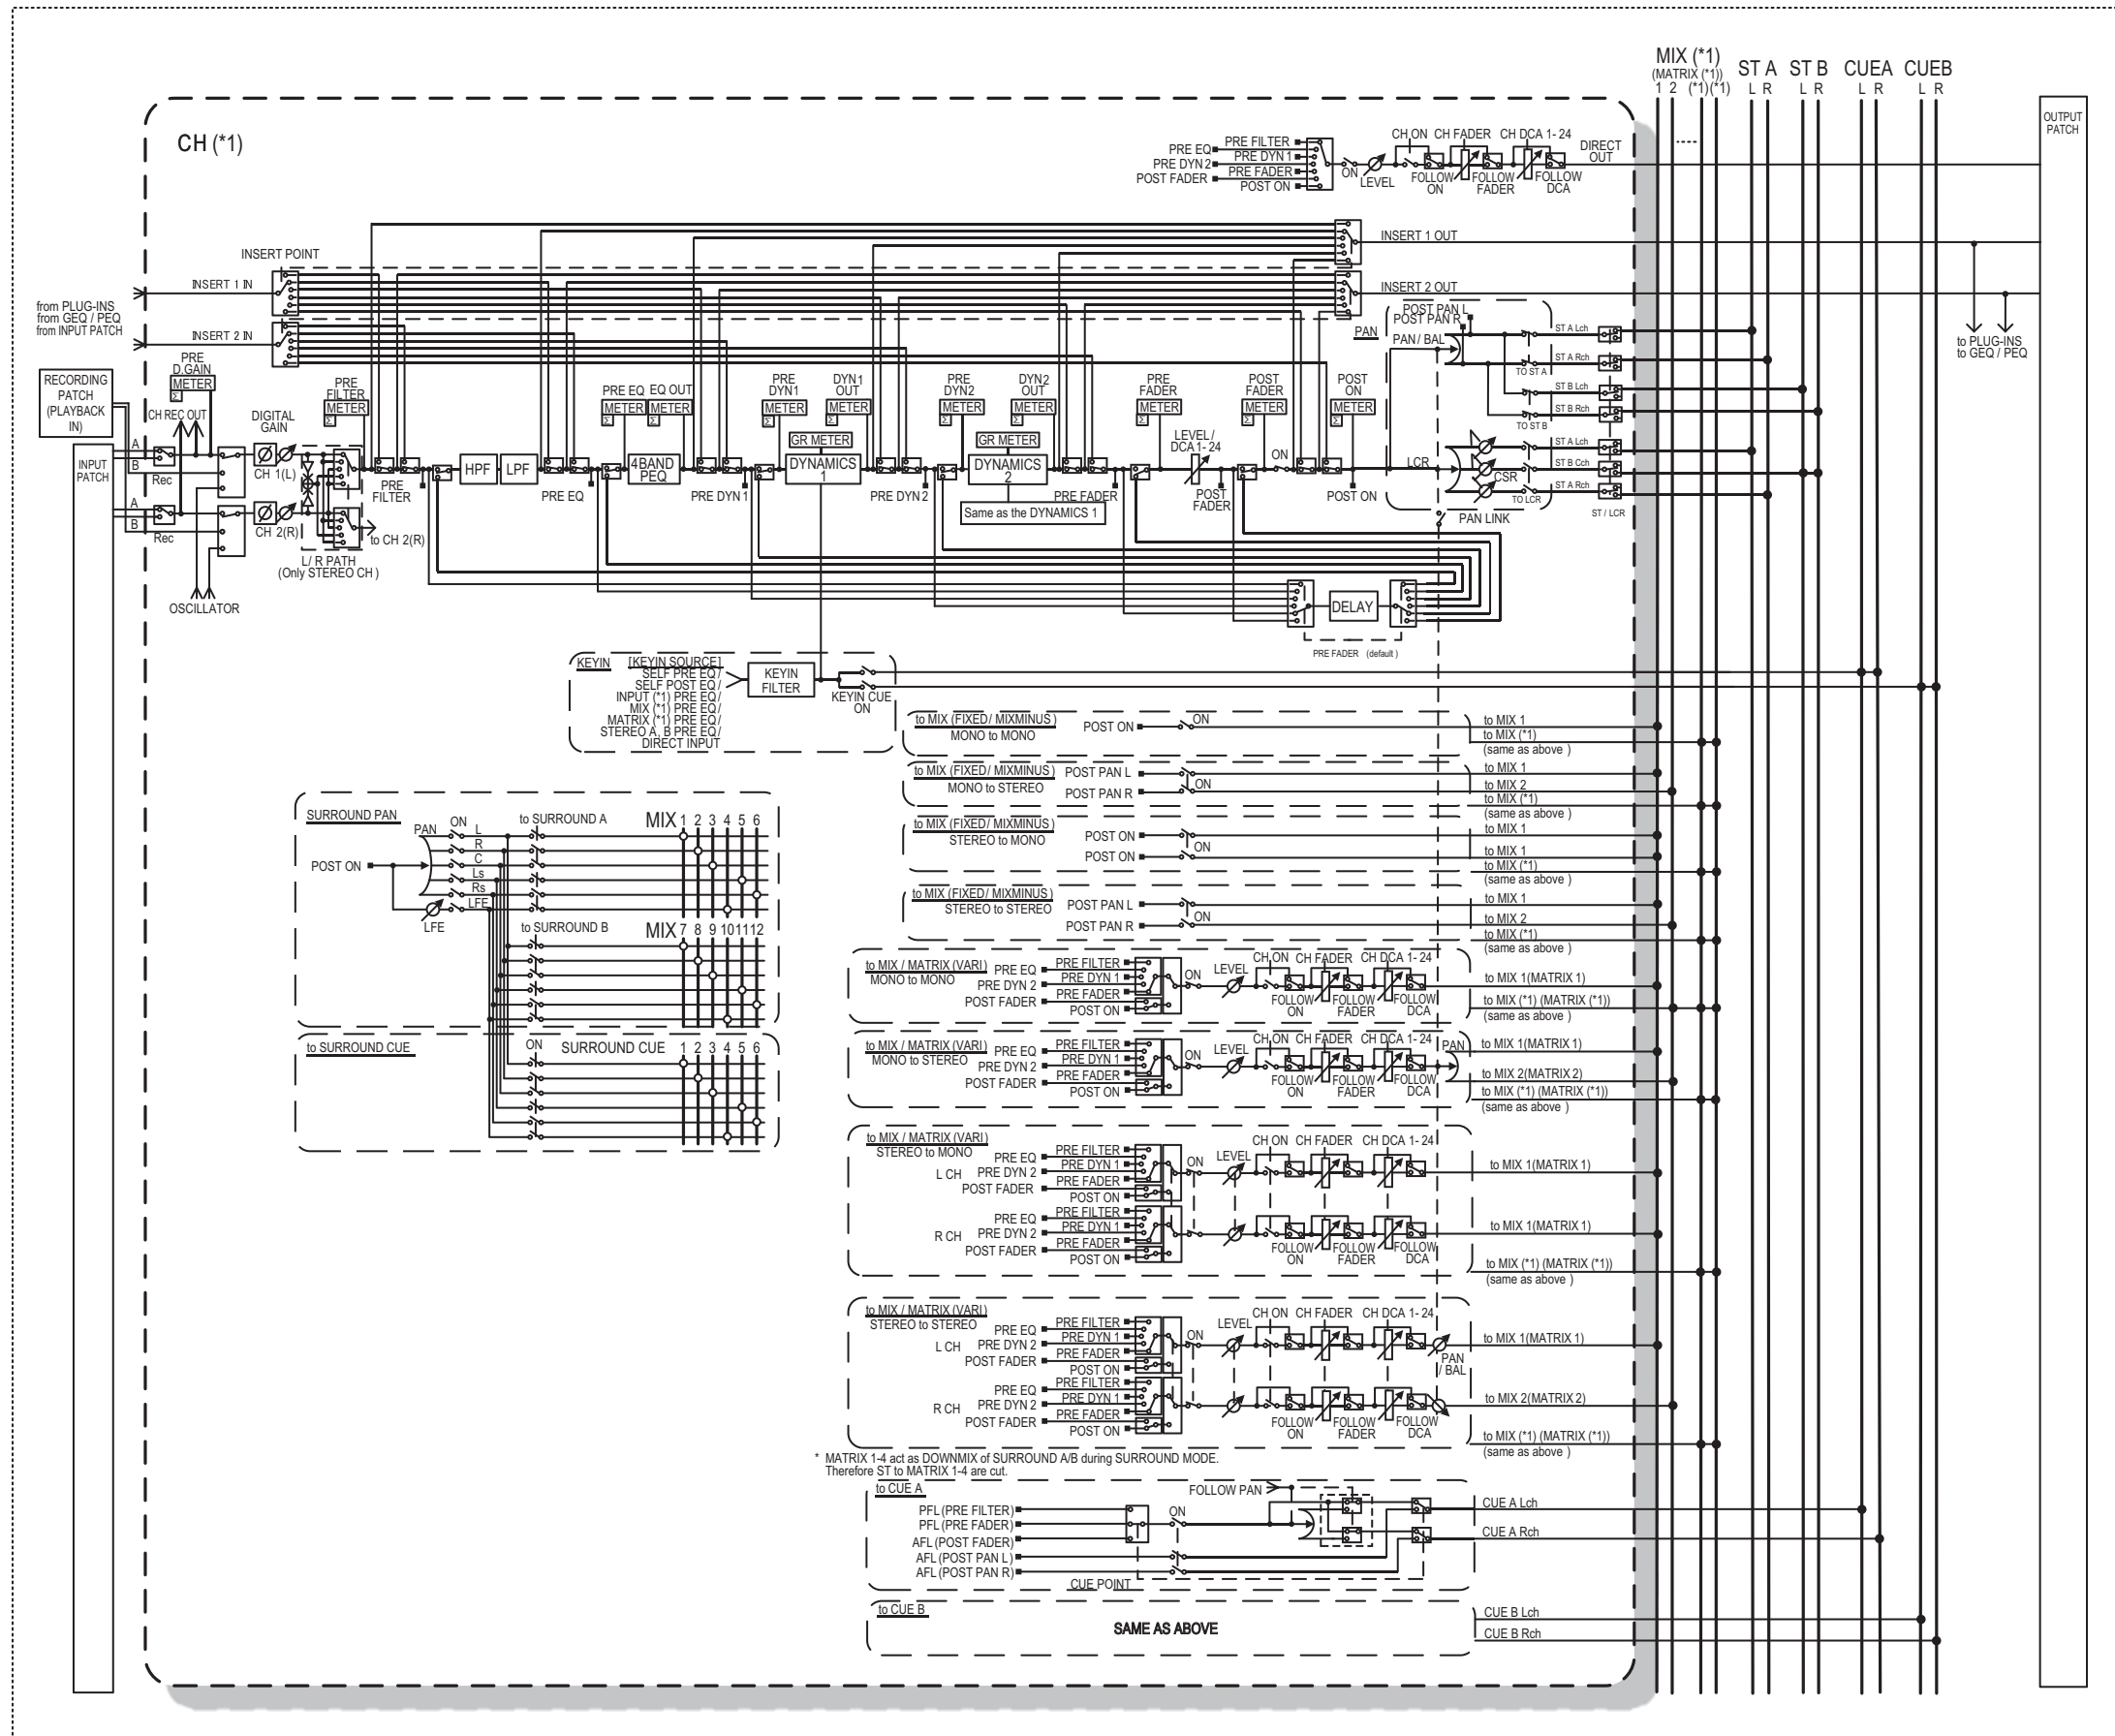 MIX (*1)
(MATRIX (*1))
1 2 (*1)(*1)
ST A
L R
ST B
L R
CUEA
L R
CUEB
L R
OUTPUT
PATCH
CH (*1)
PRE EQ
PRE DYN2
POST FADER
PRE FILTER
PRE DYN1
PRE FADER
POST ON
ON
LEVEL
CH ON CH FADER CH DCA 1- 24
FOLLOW
ON
FOLLOW
FADER
FOLLOW
DCA
DIRECT
OUT
INSERT POINT
INSERT 1 OUT
INSERT 2 OUT
INSERT 1 IN
INSERT 2 IN
from PLUG-INS
from GEQ / PEQ
from INPUT PATCH
to PLUG-INS
to GEQ / PEQ
RECORDING
PATCH
(PLAYBACK
IN)
INPUT
PATCH
A
B
Rec
A
B
Rec
PRE
D.GAIN
METER
Σ
CH REC OUT
DIGITAL
GAIN
CH 1(L)
CH 2(R)
OSCILLATOR
PRE
FILTER
METER
Σ
L/ R PATH
(Only STEREO CH )
to CH 2(R)
PRE
FILTER
HPF
LPF
PRE EQ
METER
Σ
EQ OUT
METER
Σ
PRE EQ
4BAND
PEQ
PRE
DYN1
METER
Σ
DYN1
OUT
METER
Σ
PRE DYN1
GR METER
DYNAMICS
1
PRE DYN2
PRE
DYN2
METER
Σ
DYN2
OUT
METER
Σ
GR METER
DYNAMICS
2
Same as the DYNAMICS 1
PRE FADER
PRE
FADER
METER
Σ
LEVEL /
DCA 1- 24
POST
FADER
POST
FADER
METER
Σ
ON
POST
ON
METER
Σ
POST ON
PAN
POST PAN L
POST PAN R
PAN / BAL
LCR
CSR
TO ST A
TO ST B
TO LCR
ST A Lch
ST A Rch
ST B Lch
ST B Rch
ST A Lch
ST B Cch
ST A Rch
ST / LCR
PAN LINK
DELAY
PRE FADER (default )
KEYIN
[KEYIN SOURCE]
SELF PRE EQ /
SELF POST EQ /
INPUT (*1) PRE EQ /
MIX (*1) PRE EQ /
MATRIX (*1) PRE EQ /
STEREO A, B PRE EQ /
DIRECT INPUT
KEYIN
FILTER
KEYIN CUE
ON
to MIX (FIXED / MIXMINUS )
MONO to MONO
POST ON
ON
to MIX 1
to MIX (*1)
(same as above )
to MIX (FIXED / MIXMINUS )
MONO to STEREO
POST PAN L
POST PAN R
ON
to MIX 1
to MIX 2
to MIX (*1)
(same as above )
to MIX (FIXED / MIXMINUS )
STEREO to MONO
POST ON
POST ON
ON
to MIX 1
to MIX 1
to MIX (*1)
(same as above )
to MIX (FIXED / MIXMINUS )
STEREO to STEREO
POST PAN L
POST PAN R
ON
to MIX 1
to MIX 2
to MIX (*1)
(same as above )
SURROUND PAN
POST ON
PAN
ON
L
R
C
Ls
Rs
LFE
LFE
to SURROUND A
MIX 1 2 3 4 5 6
to SURROUND B
MIX 7 8 9 10 11 12
to SURROUND CUE
ON
SURROUND CUE 1 2 3 4 5 6
to MIX / MATRIX (VARI )
MONO to MONO
PRE EQ
PRE DYN 2
POST FADER
PRE FILTER
PRE DYN 1
PRE FADER
POST ON
ON
LEVEL
CH ON CH FADER CH DCA 1- 24
FOLLOW
ON
FOLLOW
FADER
FOLLOW
DCA
to MIX 1(MATRIX 1)
to MIX (*1) (MATRIX (*1))
(same as above )
to MIX / MATRIX (VARI)
MONO to STEREO
PRE EQ
PRE DYN 2
POST FADER
PRE FILTER
PRE DYN 1
PRE FADER
POST ON
ON
LEVEL
CH ON CH FADER CH DCA 1- 24
FOLLOW
ON
FOLLOW
FADER
FOLLOW
DCA
PAN
to MIX 1(MATRIX 1)
to MIX 2(MATRIX 2)
to MIX (*1) (MATRIX (*1))
(same as above )
to MIX / MATRIX (VARI)
STEREO to MONO
L CH
PRE EQ
PRE DYN 2
POST FADER
PRE FILTER
PRE DYN 1
PRE FADER
POST ON
ON
LEVEL
CH ON CH FADER CH DCA 1- 24
to MIX 1(MATRIX 1)
R CH
PRE EQ
PRE DYN 2
POST FADER
PRE FILTER
PRE DYN 1
PRE FADER
POST ON
FOLLOW
ON
FOLLOW
FADER
FOLLOW
DCA
to MIX 1(MATRIX 1)
to MIX (*1) (MATRIX (*1))
(same as above )
to MIX / MATRIX (VARI)
STEREO to STEREO
L CH
PRE EQ
PRE DYN 2
POST FADER
PRE FILTER
PRE DYN 1
PRE FADER
POST ON
ON
LEVEL
CH ON CH FADER CH DCA 1- 24
PAN
/ BAL
to MIX 1(MATRIX 1)
R CH
PRE EQ
PRE DYN 2
POST FADER
PRE FILTER
PRE DYN 1
PRE FADER
POST ON
FOLLOW
ON
FOLLOW
FADER
FOLLOW
DCA
to MIX 2(MATRIX 2)
to MIX (*1) (MATRIX (*1))
(same as above )
* MATRIX 1-4 act as DOWNMIX of SURROUND A/B during SURROUND MODE.
Therefore ST to MATRIX 1-4 are cut.
to CUE A
PFL (PRE FILTER)
PFL (PRE FADER)
AFL (POST FADER)
AFL (POST PAN L )
AFL (POST PAN R)
ON
FOLLOW PAN
CUE POINT
CUE A Lch
CUE A Rch
to CUE B
SAME AS ABOVE
CUE B Lch
CUE B Rch